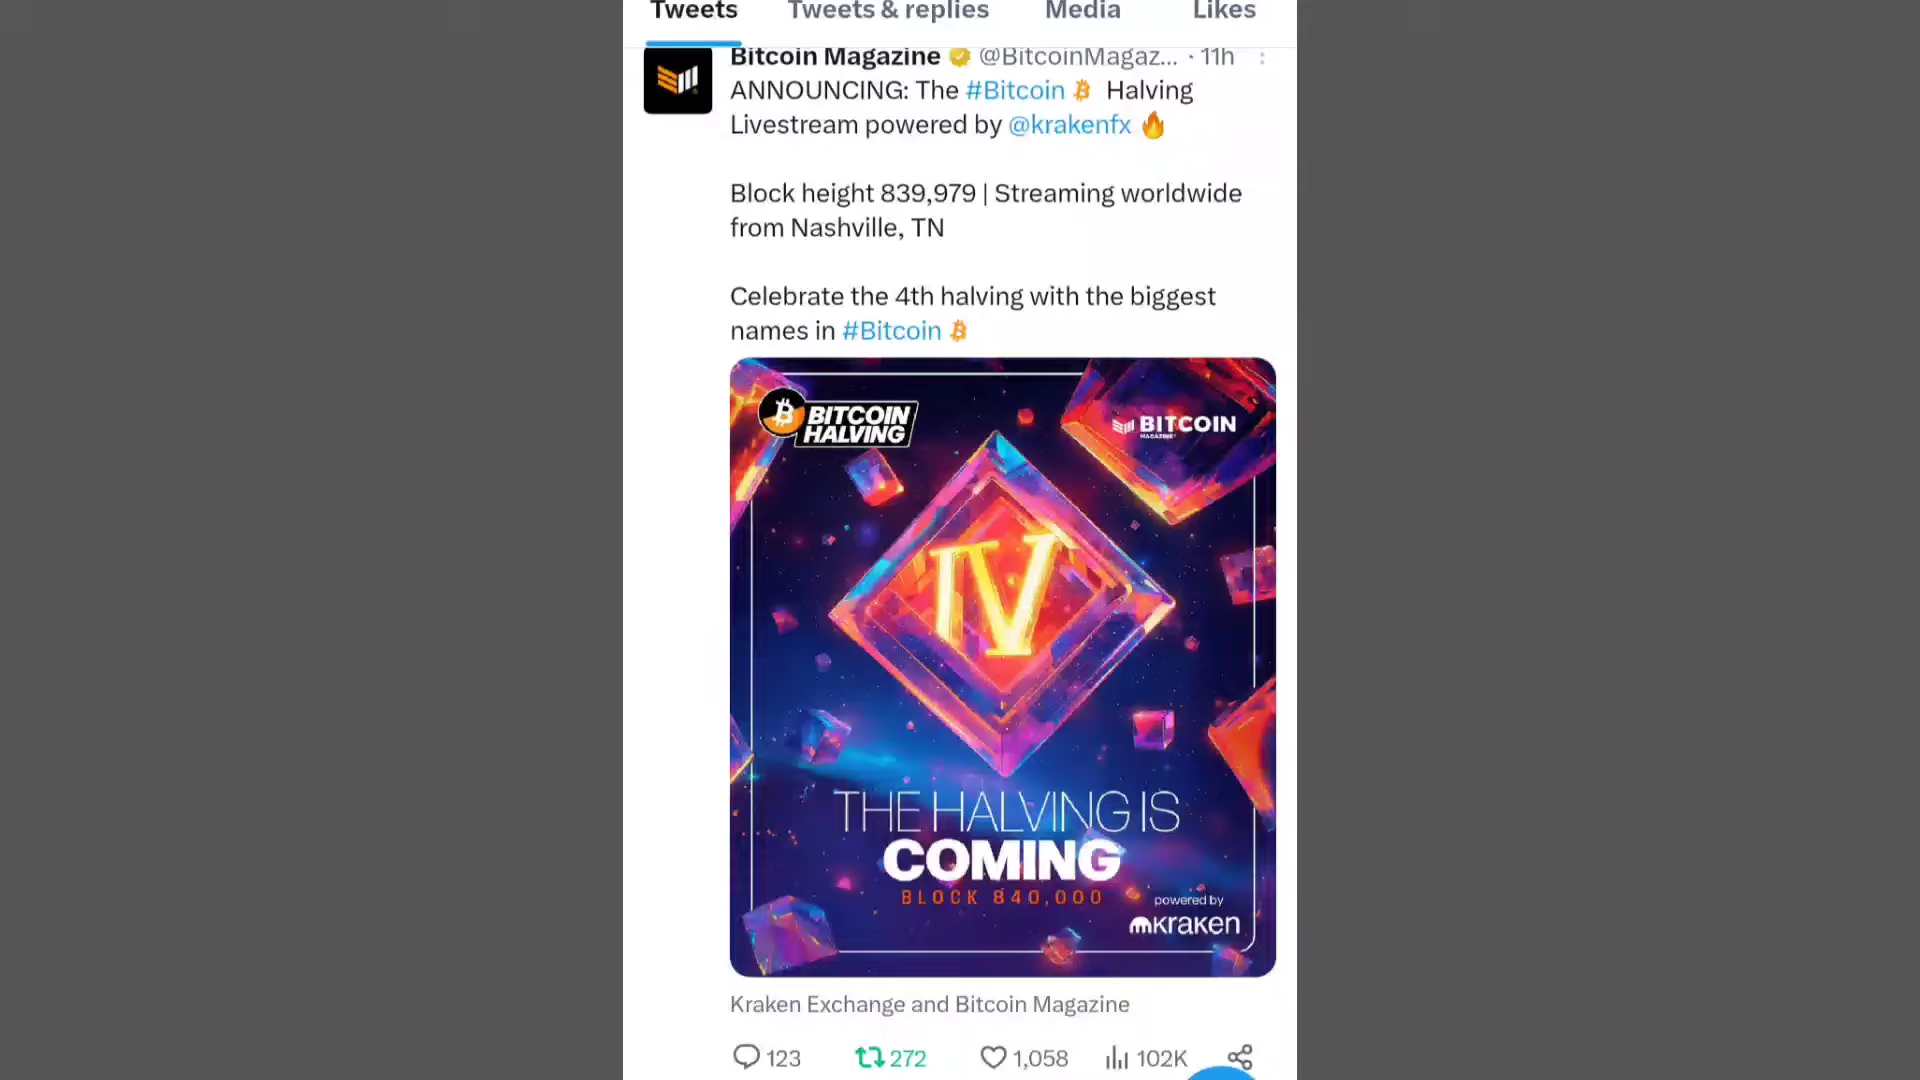 Tweets Tweets & replies Media Likes
Bitcoin Magazine @BitcoinMagaz... · 11h
ANNOUNCING: The #Bitcoin Halving
Livestream powered by @krakenfx 🔥
Block height 839,979 | Streaming worldwide
from Nashville, TN
Celebrate the 4th halving with the biggest
names in #Bitcoin
BITCOIN
HALVING
BITCOIN
MAGAZINE
IV
THE HALVING IS
COMING
BLOCK 840,000
powered by
kraken
Kraken Exchange and Bitcoin Magazine
123 272 1,058 102K